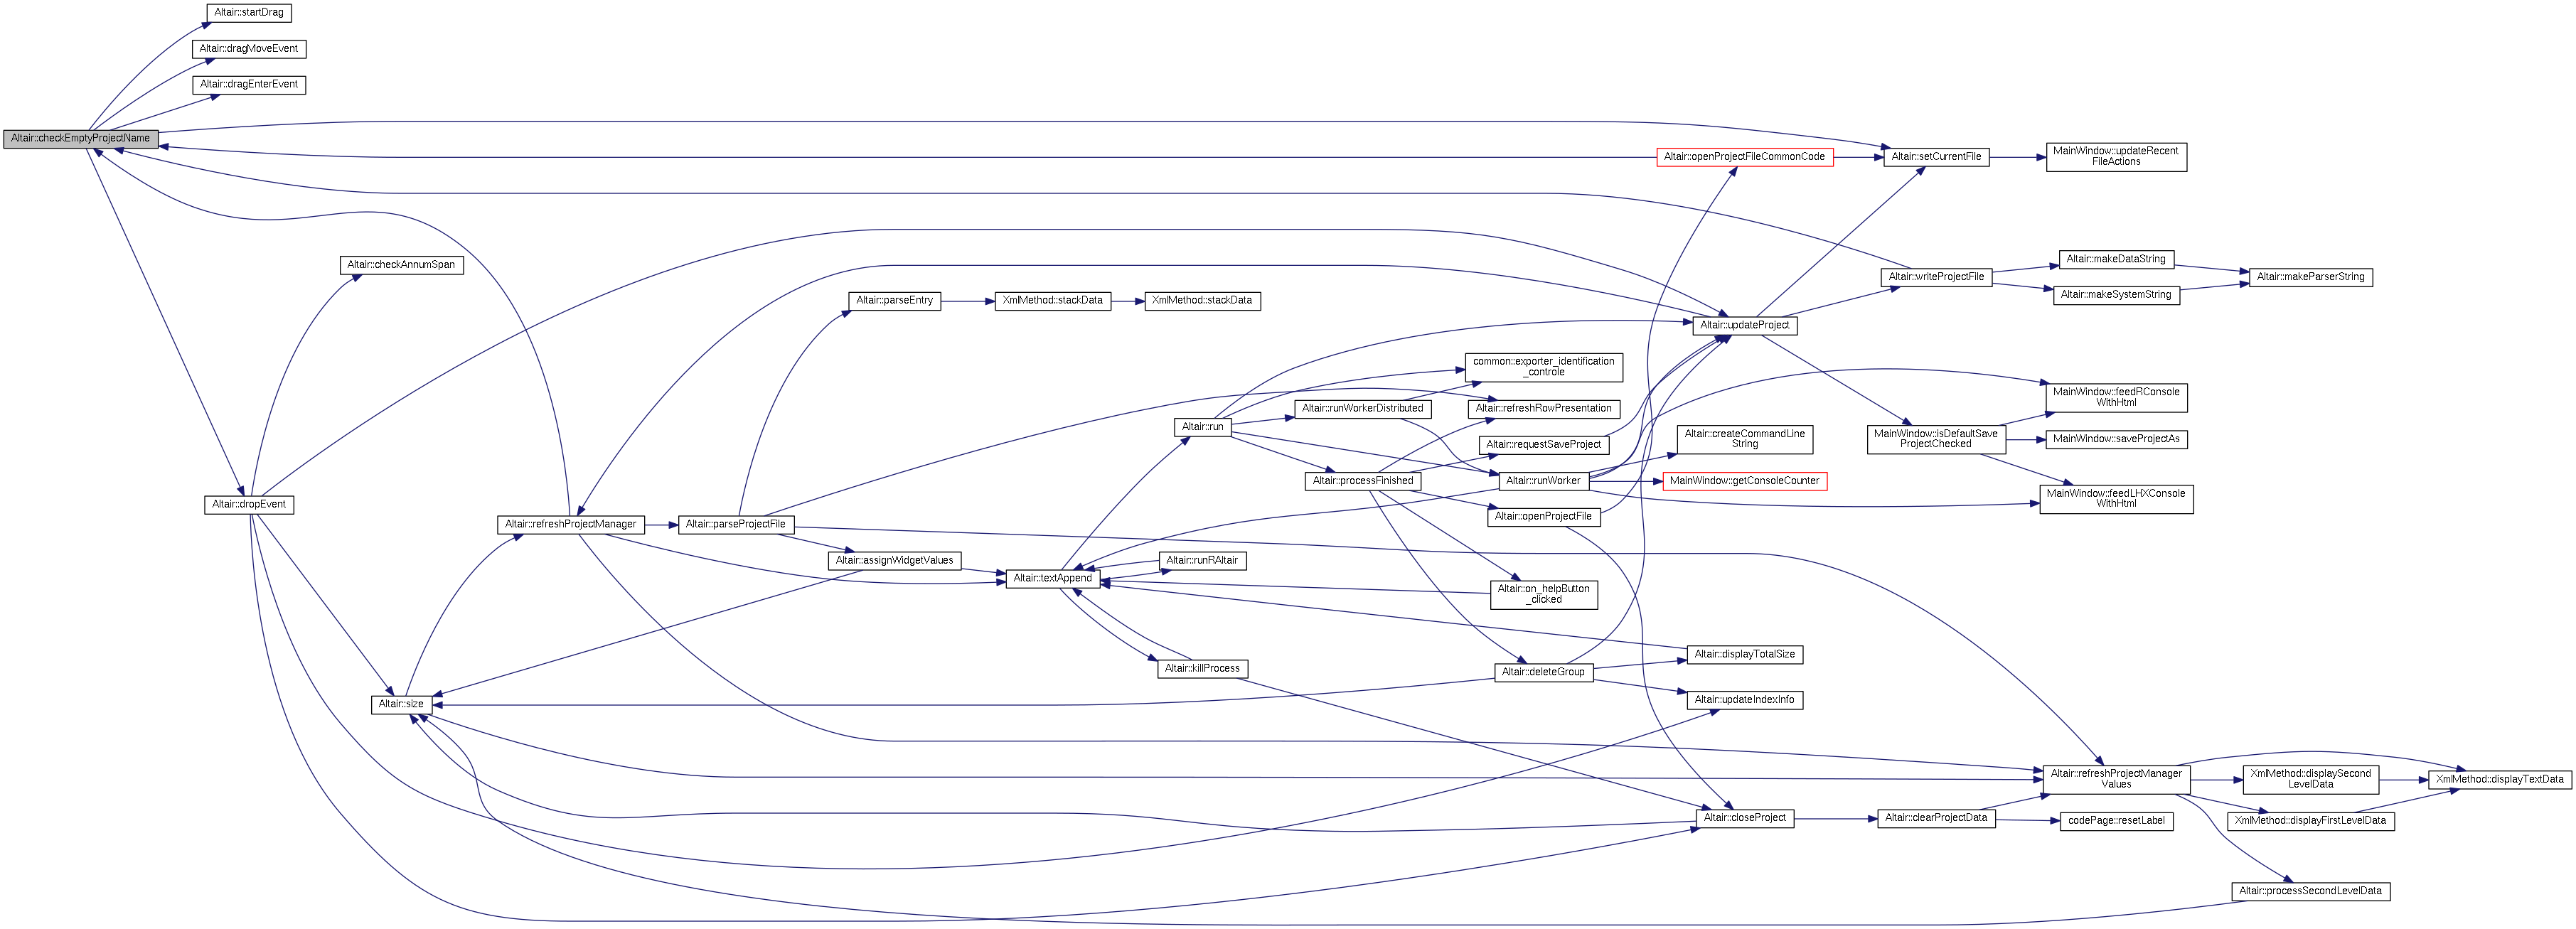 Altair::startDrag
Altair::dragMoveEvent
Altair::dragEnterEvent
Altair::checkEmptyProjectName
Altair::openProjectFileCommonCode
Altair::setCurrentFile
MainWindow::updateRecent
FileActions
Altair::checkAnnumSpan
Altair::writeProjectFile
Altair::makeDataString
Altair::makeParserString
Altair::makeSystemString
Altair::parseEntry
XmlMethod::stackData
XmlMethod::stackData
Altair::updateProject
common::exporter_identification
_controle
Altair::runWorkerDistributed
Altair::refreshRowPresentation
MainWindow::feedRConsole
WithHtml
Altair::run
Altair::requestSaveProject
Altair::createCommandLine
String
MainWindow::isDefaultSave
ProjectChecked
MainWindow::saveProjectAs
Altair::processFinished
Altair::runWorker
MainWindow::getConsoleCounter
MainWindow::feedLHXConsole
WithHtml
Altair::dropEvent
Altair::refreshProjectManager
Altair::parseProjectFile
Altair::openProjectFile
Altair::assignWidgetValues
Altair::runRAltair
Altair::textAppend
Altair::on_helpButton
_clicked
Altair::killProcess
Altair::deleteGroup
Altair::displayTotalSize
Altair::updateIndexInfo
Altair::size
Altair::refreshProjectManager
Values
XmlMethod::displaySecond
LevelData
XmlMethod::displayTextData
Altair::closeProject
Altair::clearProjectData
codePage::resetLabel
XmlMethod::displayFirstLevelData
Altair::processSecondLevelData